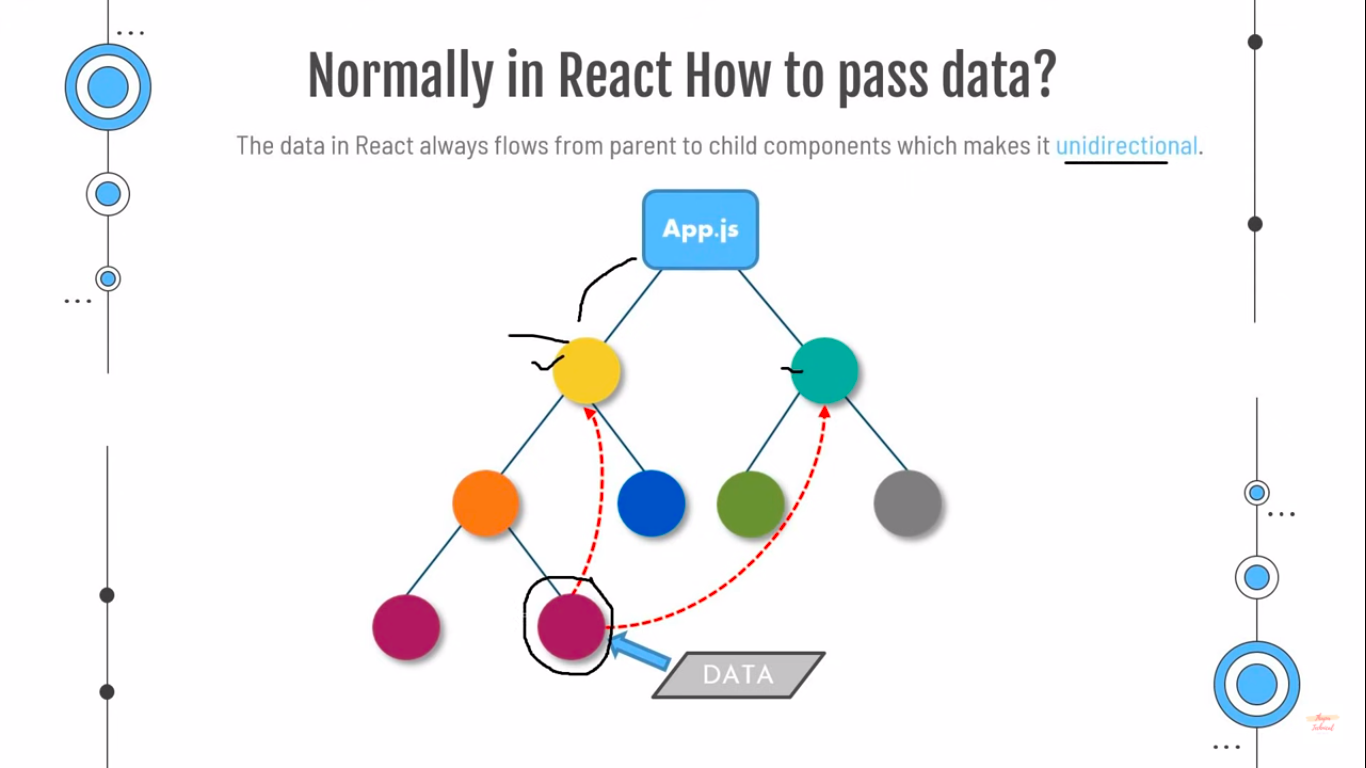 Normally in React How to pass data?
The data in React always flows from parent to child components which makes it unidirectional.
App.js
DATA